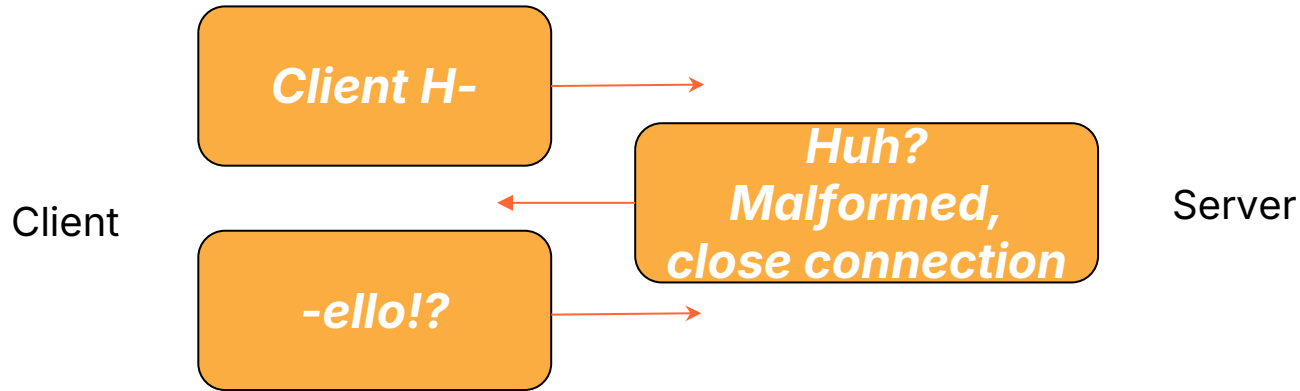 Client H-
Huh?
Malformed,
close connection
Client
Server
-ello!?